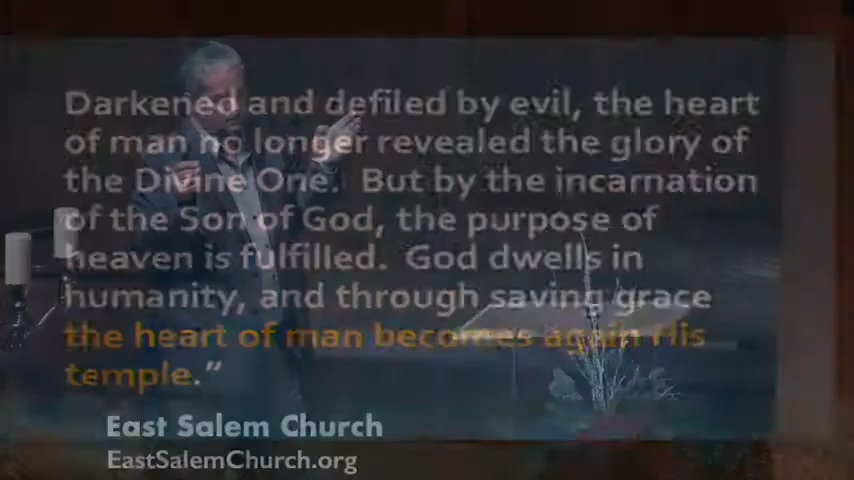 Darkened and defiled by evil, the heart
of man no longer revealed the glory of
the Divine One. But by the incarnation
of the Son of God, the purpose of
heaven is fulfilled. God dwells in
humanity, and through saving grace
the heart of man becomes again His
temple.”
East Salem Church
EastSalemChurch.org